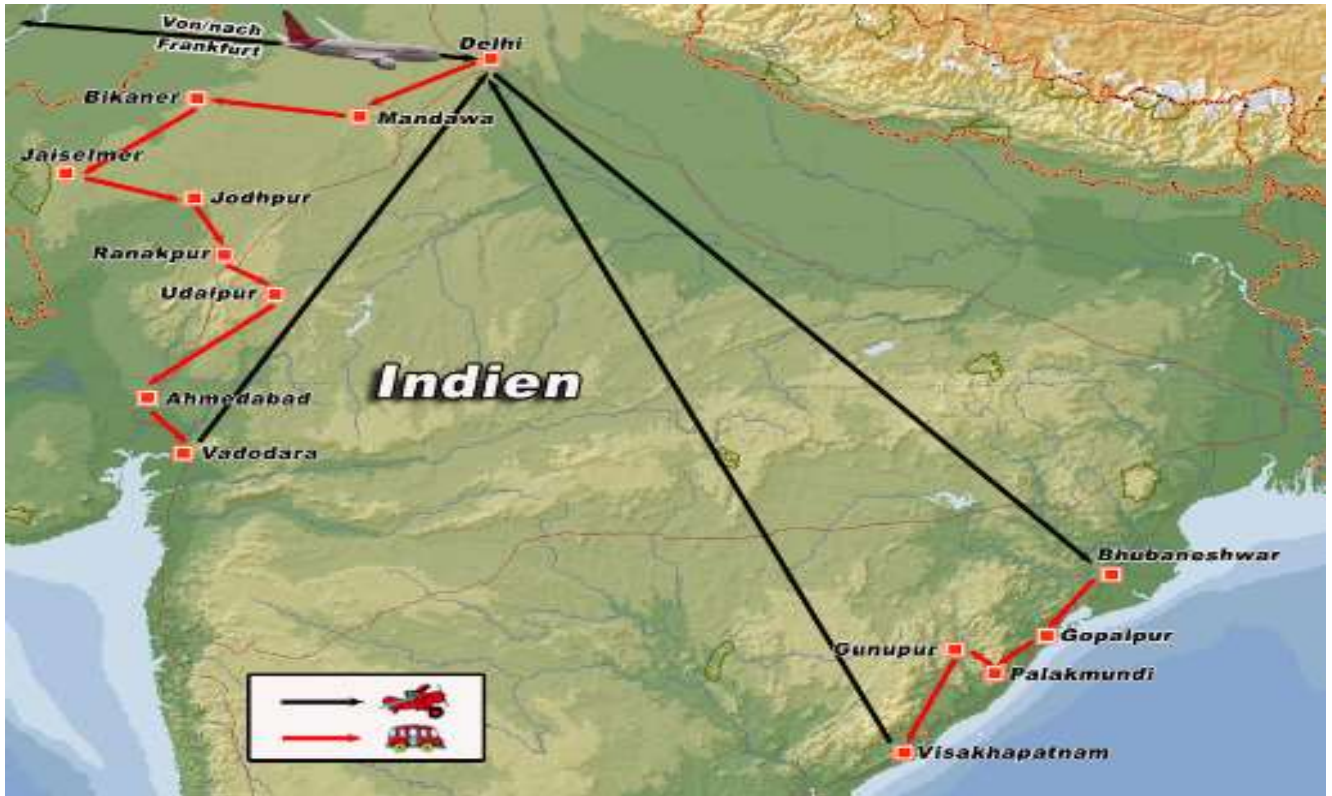 Von/nach
Frankfurt
Delhi
Bikaner
Mandawa
Jaiselmer
Jodhpur
Ranakpur
Udaipur
Indien
Ahmedabad
Vadodara
Bhubaneshwar
Gopalpur
Gunupur
Palakmundi
Visakhapatnam